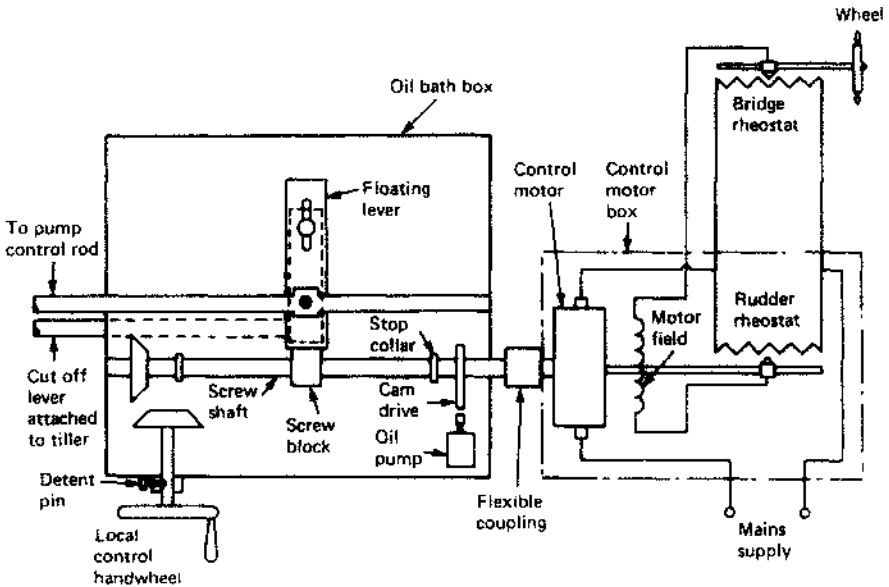 Wheel
Oil bath box
Bridge
rheostat
Control
motor
Control
motor
box
Floating
lever
To pump
control rod
Rudder
rheostat
Motor
field
Stop
collar
Cut off
lever
attached
to tiller
Screw
shaft
Screw
block
Cam
drive
Oil
pump
Detent
pin
Flexible
coupling
Mains
supply
Local
control
handwheel